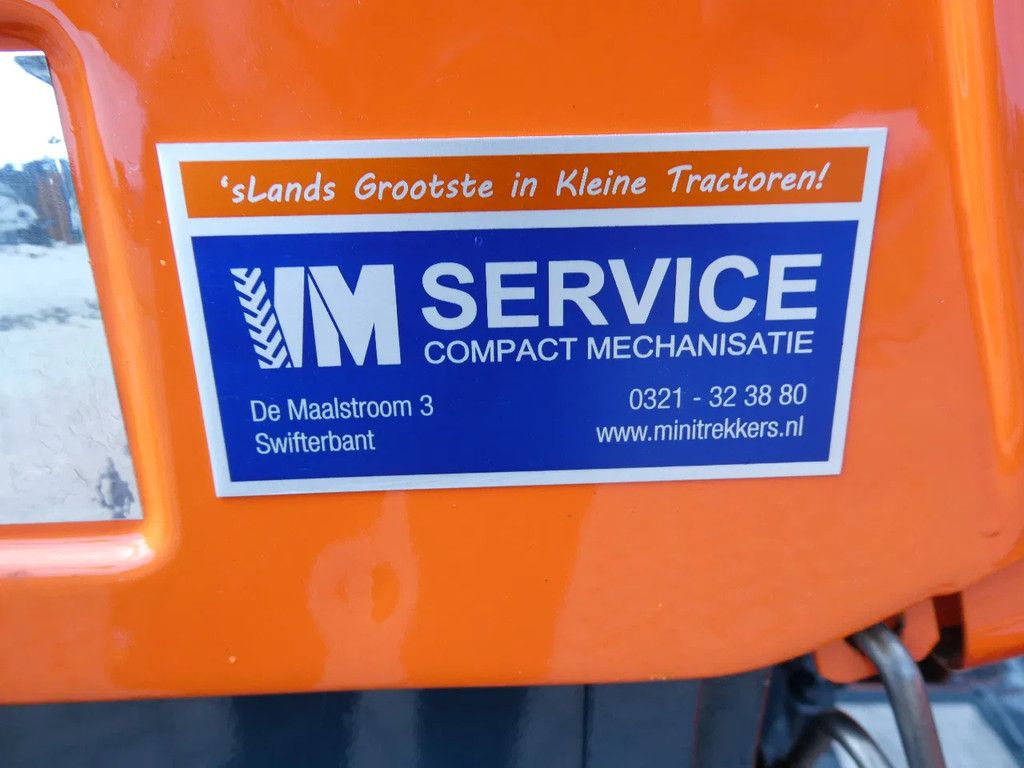 ‘sLands Grootste in Kleine Tractoren!
VM SERVICE
COMPACT MECHANISATIE
De Maalstroom 3
Swifterbant
0321 - 32 38 80
www.minitrekkers.nl